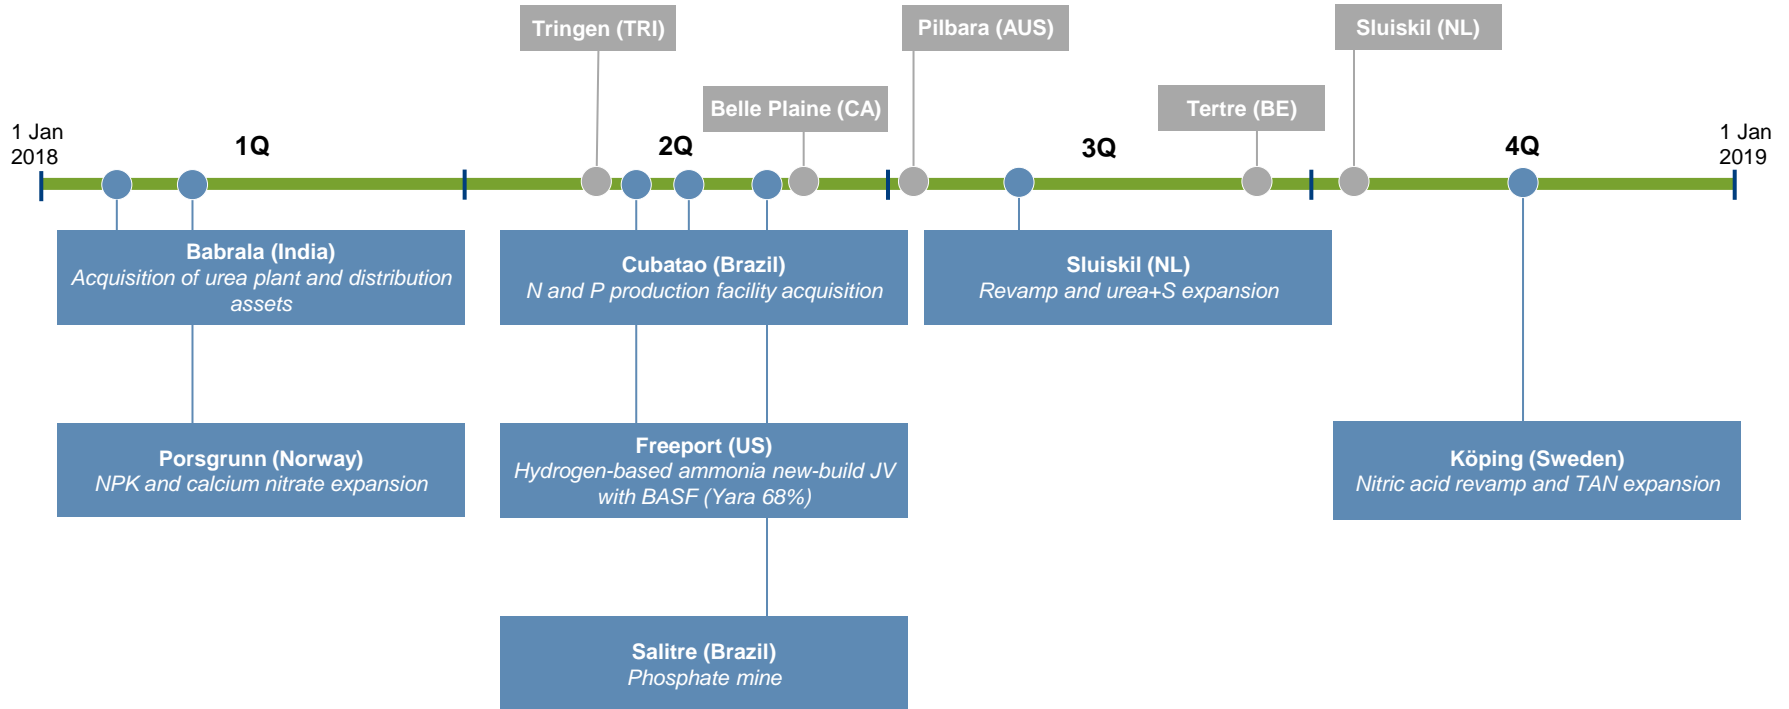 Tringen (TRI)
Pilbara (AUS)
Sluiskil (NL)
Belle Plaine (CA)
Tertre (BE)
1 Jan
2018
1Q
2Q
3Q
4Q
1 Jan
2019
Babrala (India)
Acquisition of urea plant and distribution
assets
Cubatao (Brazil)
N and P production facility acquisition
Sluiskil (NL)
Revamp and urea+S expansion
Porsgrunn (Norway)
NPK and calcium nitrate expansion
Freeport (US)
Hydrogen-based ammonia new-build JV
with BASF (Yara 68%)
Köping (Sweden)
Nitric acid revamp and TAN expansion
Salitre (Brazil)
Phosphate mine